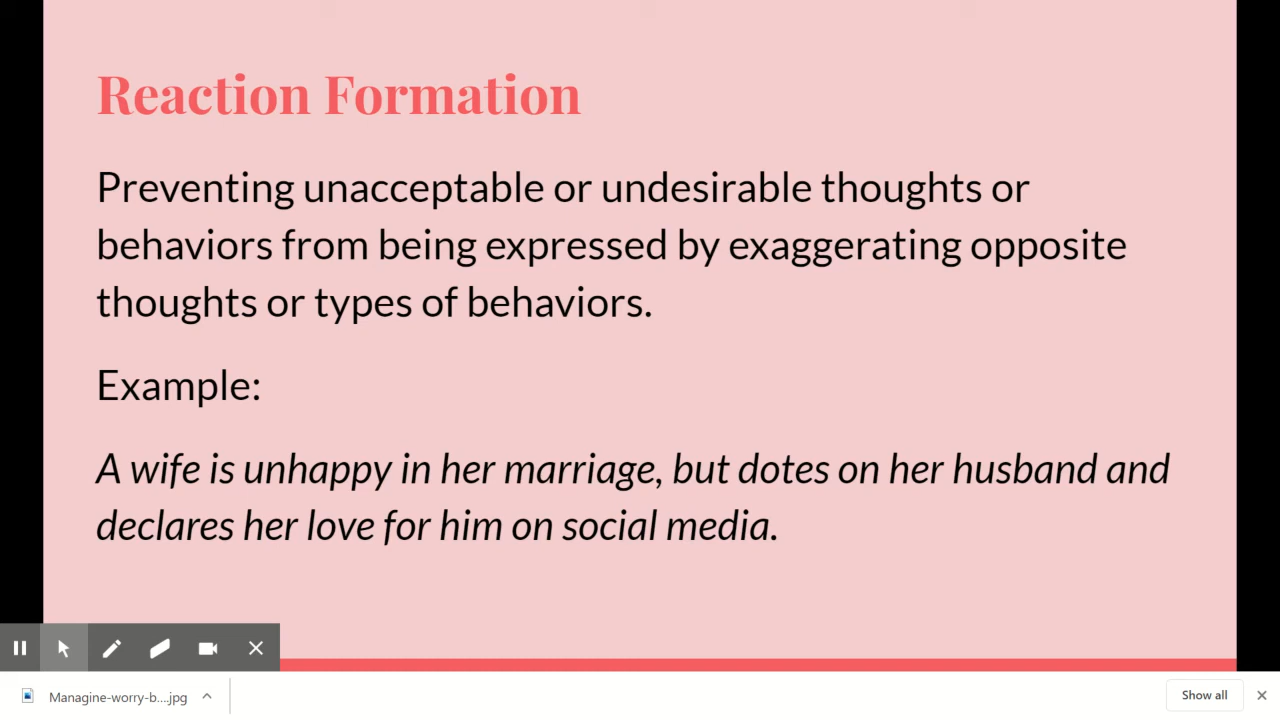 Reaction Formation
Preventing unacceptable or undesirable thoughts or
behaviors from being expressed by exaggerating opposite
thoughts or types of behaviors.
Example:
A wife is unhappy in her marriage, but dotes on her husband and
declares her love for him on social media.
Managine-worry-b....jpg
Show all